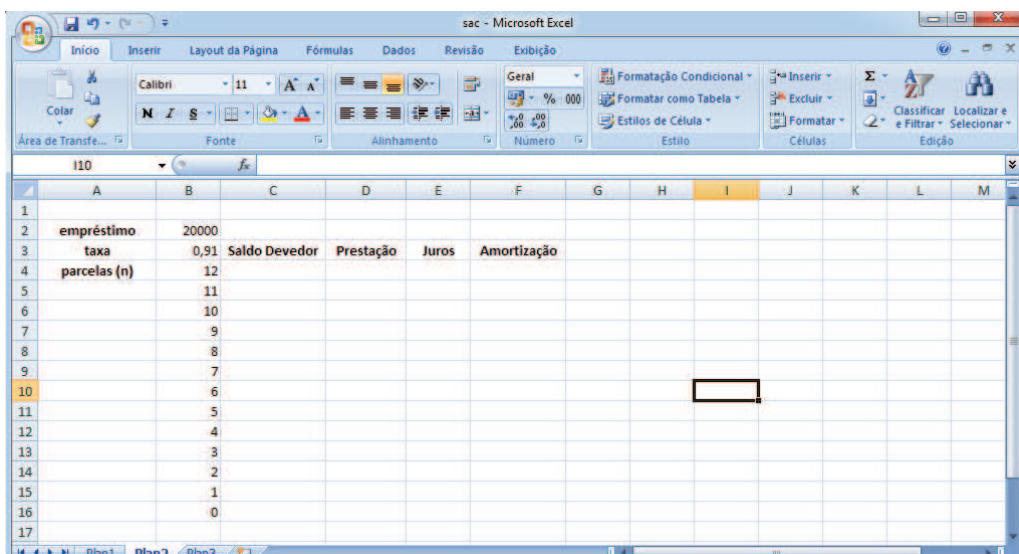 sac - Microsoft Excel
Início Inserir Layout da Página Fórmulas Dados Revisão Exibição
Colar
Calibri 11 A A
N I S A
Geral
% 000
,00 ,00
Formatação Condicional
Formatar como Tabela
Estilos de Célula
Inserir
Excluir
Formatar
Σ
Classificar e Filtrar
Localizar e Selecionar
Área de Transfe... Fonte Alinhamento Número Estilo Células Edição
I10 fx
A B C D E F G H I J K L M
1
2 empréstimo 20000
3 taxa 0,91 Saldo Devedor Prestação Juros Amortização
4 parcelas (n) 12
5 11
6 10
7 9
8 8
9 7
10 6
11 5
12 4
13 3
14 2
15 1
16 0
17
Plan1 Plan2 Plan3